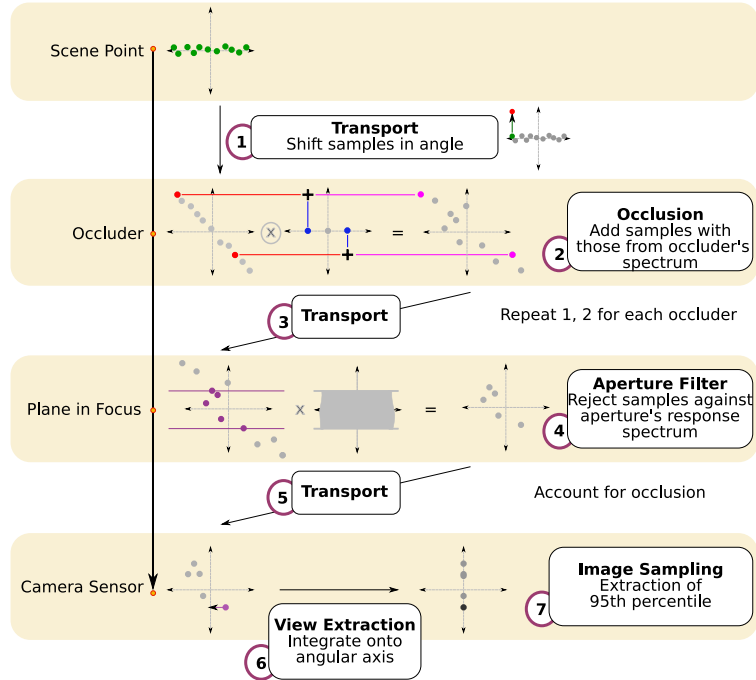 Scene Point
1
Transport
Shift samples in angle
Occluder
x
=
2
Occlusion
Add samples with
those from occluder's
spectrum
3
Transport
Repeat 1, 2 for each occluder
Plane in Focus
x
=
4
Aperture Filter
Reject samples against
aperture's response
spectrum
5
Transport
Account for occlusion
Camera Sensor
6
View Extraction
Integrate onto
angular axis
7
Image Sampling
Extraction of
95th percentile